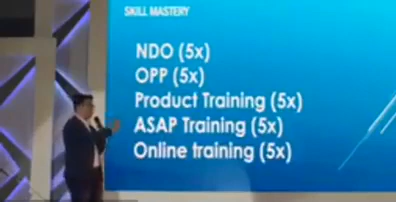 SKILL MASTERY
NDO (5x)
OPP (5x)
Product Training (5x)
ASAP Training (5x)
Online training (5x)